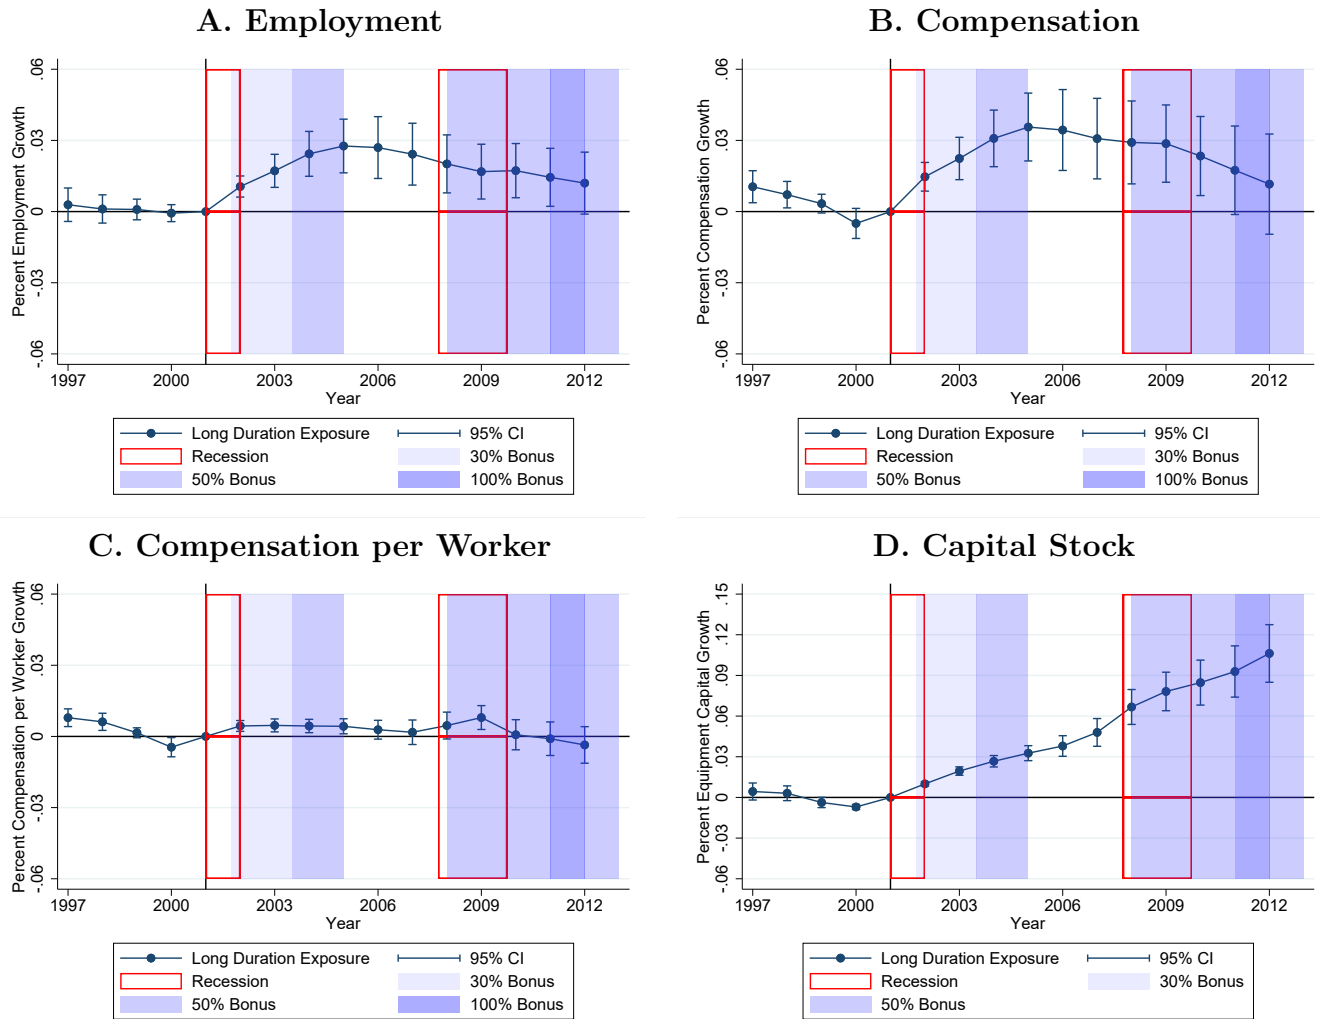 A. Employment
Percent Employment Growth
.06
.03
0
-.03
-.06
1997 2000 2003 2006 2009 2012
Year
Long Duration Exposure 95% CI
Recession 30% Bonus
50% Bonus 100% Bonus
B. Compensation
Percent Compensation Growth
.06
.03
0
-.03
-.06
1997 2000 2003 2006 2009 2012
Year
Long Duration Exposure 95% CI
Recession 30% Bonus
50% Bonus 100% Bonus
C. Compensation per Worker
Percent Compensation per Worker Growth
.06
.03
0
-.03
-.06
1997 2000 2003 2006 2009 2012
Year
Long Duration Exposure 95% CI
Recession 30% Bonus
50% Bonus 100% Bonus
D. Capital Stock
Percent Equipment Capital Growth
.15
.12
.09
.06
.03
0
-.03
-.06
1997 2000 2003 2006 2009 2012
Year
Long Duration Exposure 95% CI
Recession 30% Bonus
50% Bonus